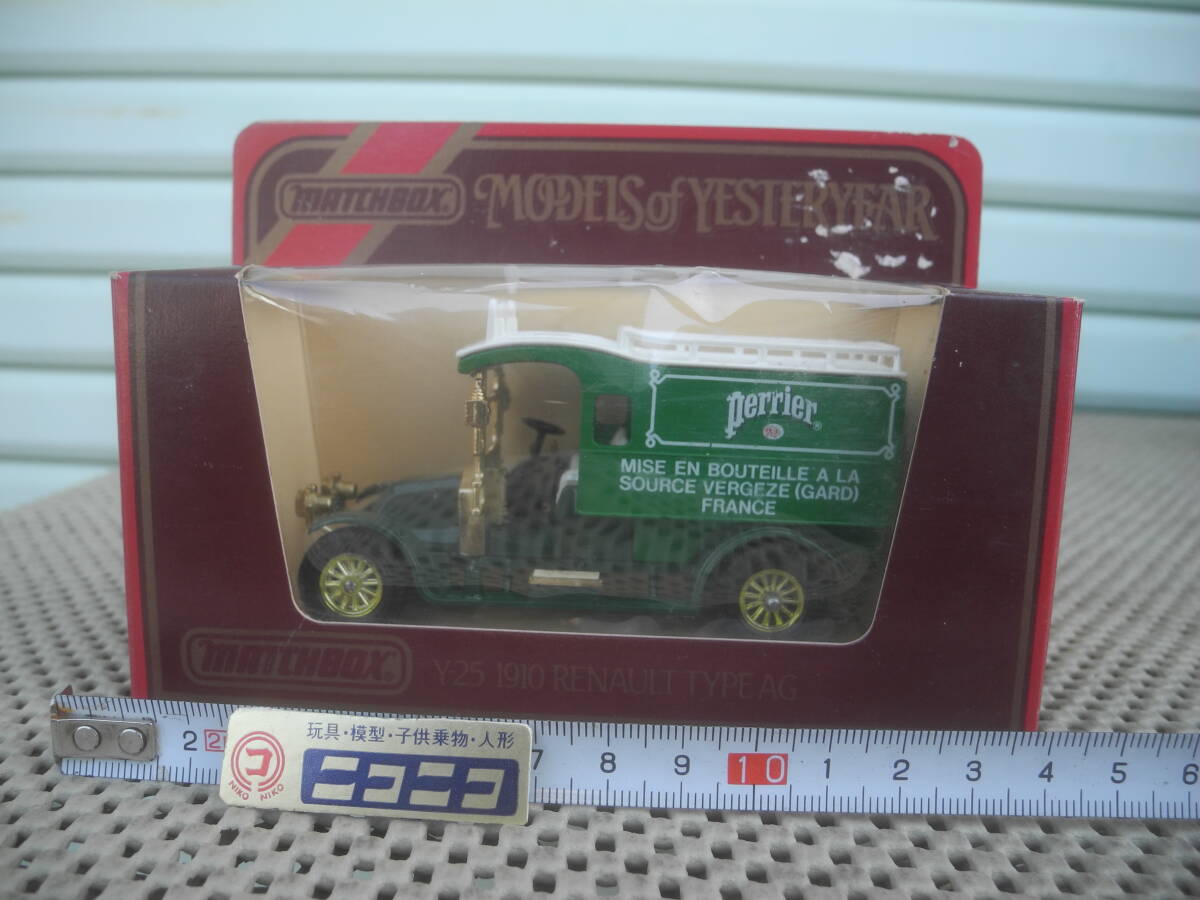 MATCHBOX MODELS of YESTERYEAR
perrier
MISE EN BOUTEILLE A LA
SOURCE VERGEZE (GARD)
FRANCE
MATCHBOX Y-25 1910 RENAULT TYPE AG
玩具・模型・子供乗物・人形
コ ニコニコ
NIKO NIKO
2 7 8 9 10 1 2 3 4 5 6